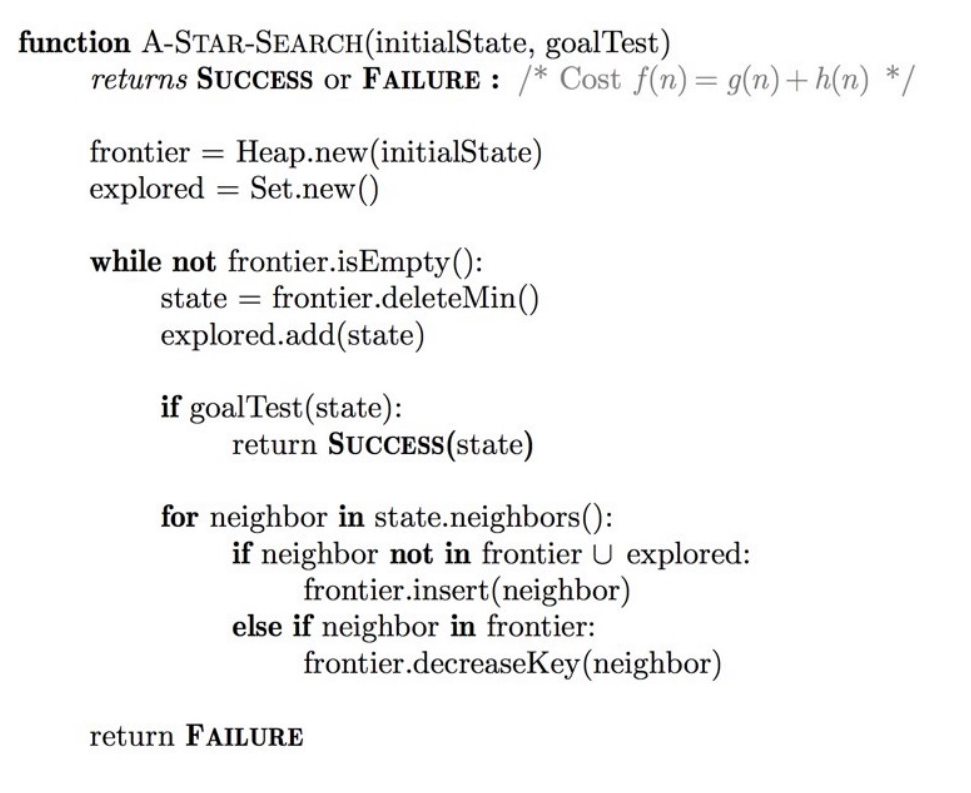 function A-STAR-SEARCH(initialState, goalTest)
returns SUCCESS or FAILURE : /* Cost f(n) = g(n) + h(n) */
frontier = Heap.new(initialState)
explored = Set.new()
while not frontier.isEmpty():
state = frontier.deleteMin()
explored.add(state)
if goalTest(state):
return SUCCESS(state)
for neighbor in state.neighbors():
if neighbor not in frontier ∪ explored:
frontier.insert(neighbor)
else if neighbor in frontier:
frontier.decreaseKey(neighbor)
return FAILURE